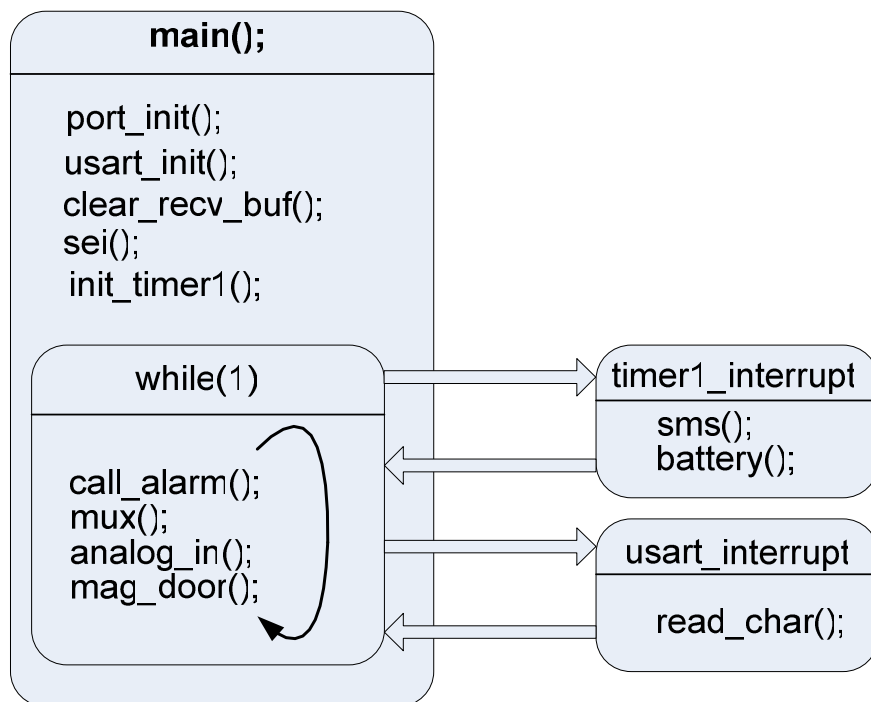 main();
port_init();
usart_init();
clear_recv_buf();
sei();
init_timer1();
while(1)
call_alarm();
mux();
analog_in();
mag_door();
timer1_interrupt
sms();
battery();
usart_interrupt
read_char();